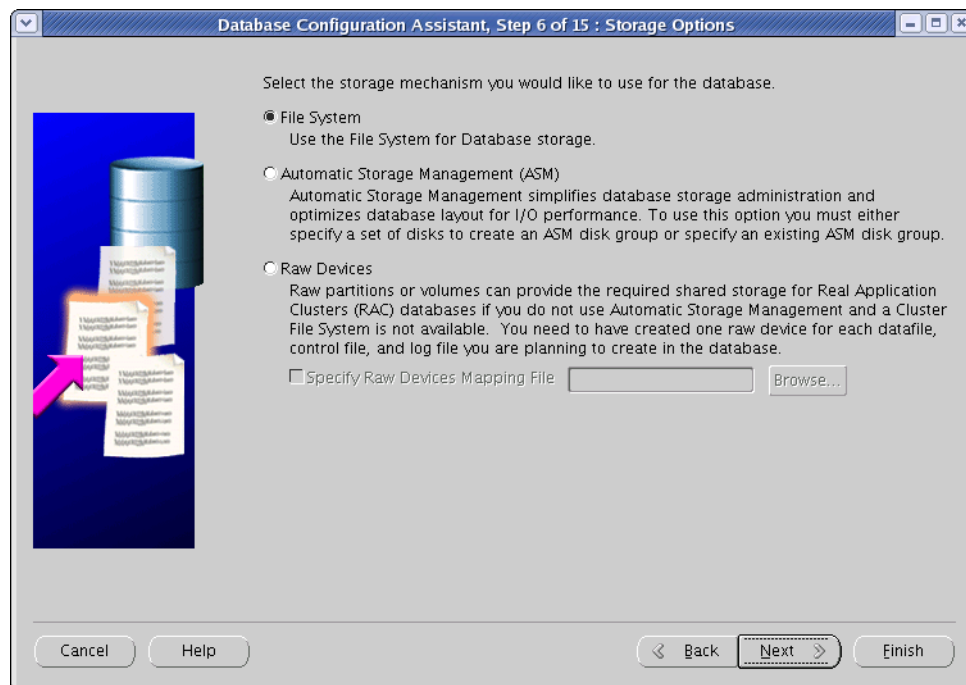 Database Configuration Assistant, Step 6 of 15 : Storage Options
Select the storage mechanism you would like to use for the database.
File System
Use the File System for Database storage.
Automatic Storage Management (ASM)
Automatic Storage Management simplifies database storage administration and
optimizes database layout for I/O performance. To use this option you must either
specify a set of disks to create an ASM disk group or specify an existing ASM disk group.
Raw Devices
Raw partitions or volumes can provide the required shared storage for Real Application
Clusters (RAC) databases if you do not use Automatic Storage Management and a Cluster
File System is not available. You need to have created one raw device for each datafile,
control file, and log file you are planning to create in the database.
Specify Raw Devices Mapping File
Browse...
Cancel
Help
Back
Next
Finish